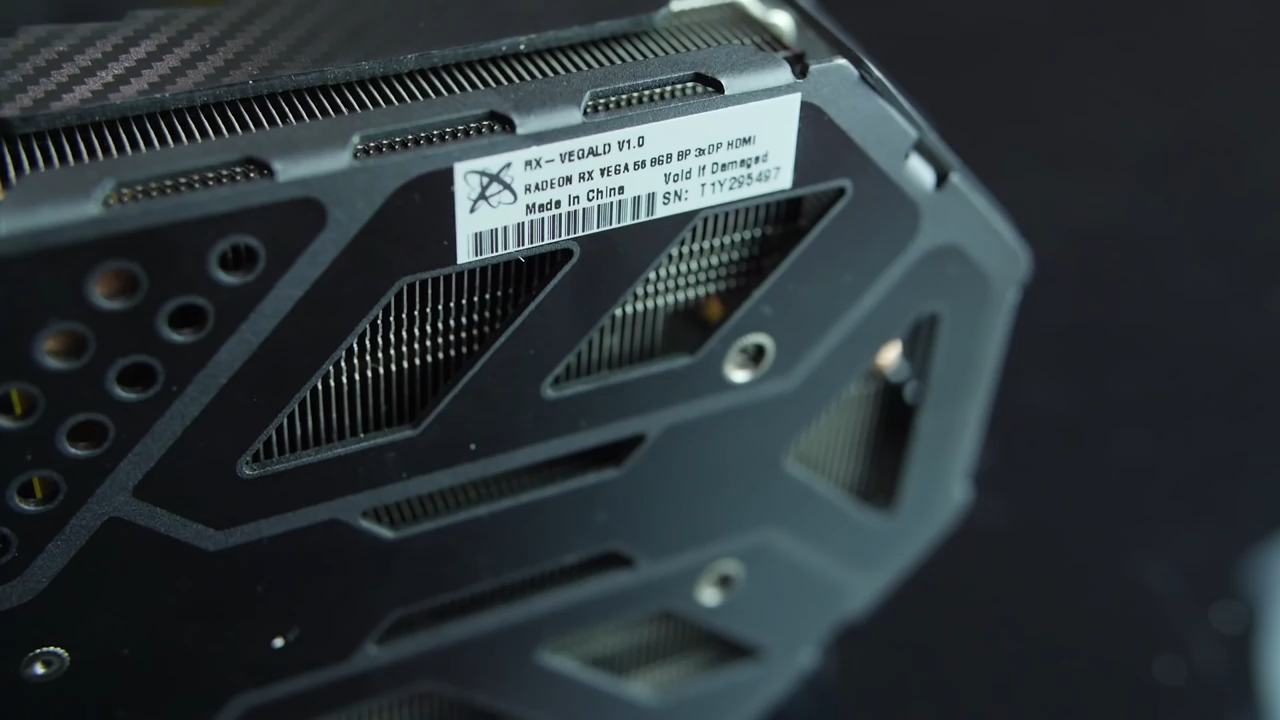 RX-VEGALD V1.0
RADEON RX VEGA 56 8GB BP 3xDP HDMI
Made in China Void If Damaged
SN: T1Y295497